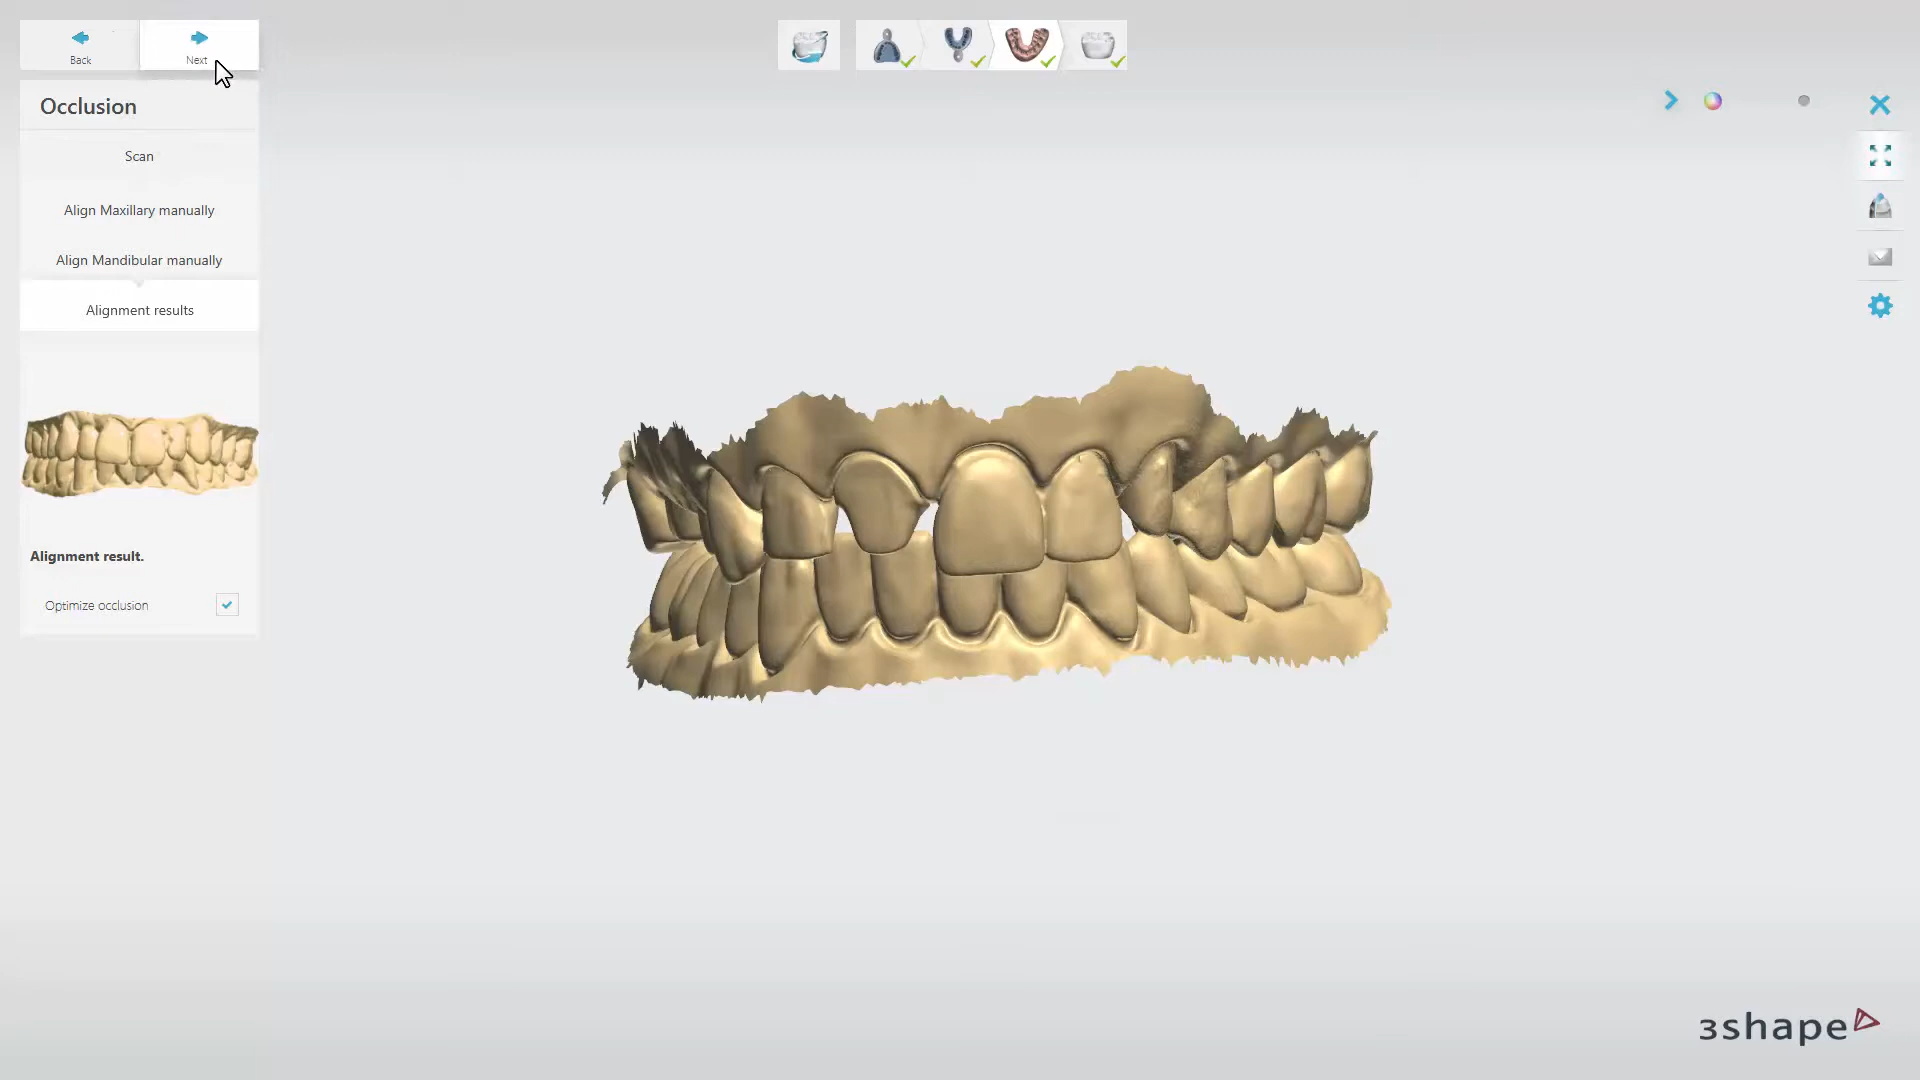 Back
Next
Occlusion
Scan
Align Maxillary manually
Align Mandibular manually
Alignment results
Alignment result.
Optimize occlusion
3shape